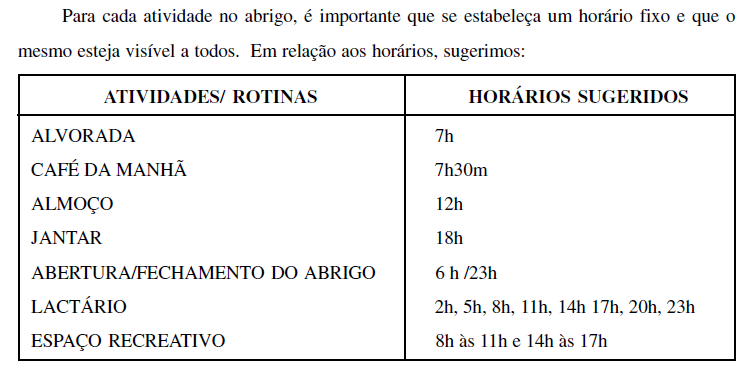 Para cada atividade no abrigo, é importante que se estabeleça um horário fixo e que o
mesmo esteja visível a todos. Em relação aos horários, sugerimos:
ATIVIDADES/ ROTINAS HORÁRIOS SUGERIDOS
ALVORADA 7h
CAFÉ DA MANHÃ 7h30m
ALMOÇO 12h
JANTAR 18h
ABERTURA/FECHAMENTO DO ABRIGO 6 h /23h
LACTÁRIO 2h, 5h, 8h, 11h, 14h 17h, 20h, 23h
ESPAÇO RECREATIVO 8h às 11h e 14h às 17h